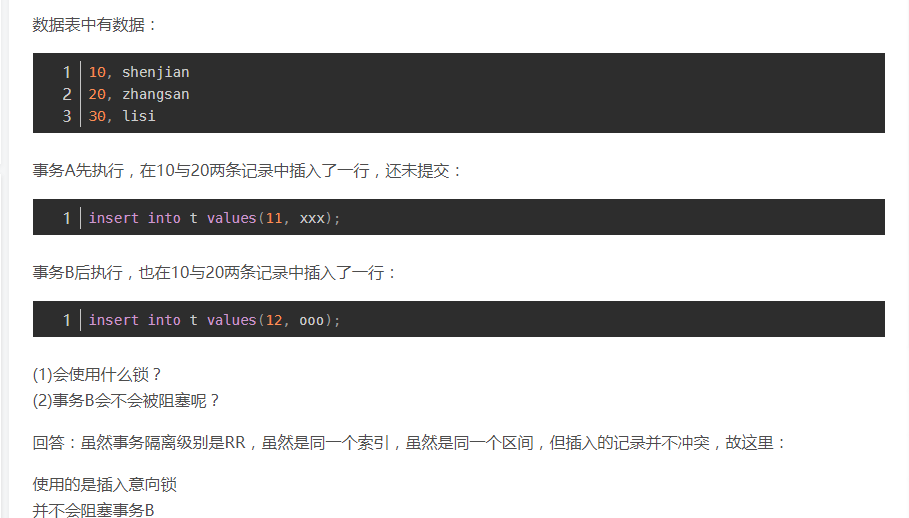 数据表中有数据：
1 10, shenjian
2 20, zhangsan
3 30, lisi
事务A先执行，在10与20两条记录中插入了一行，还未提交：
1 insert into t values(11, xxx);
事务B后执行，也在10与20两条记录中插入了一行：
1 insert into t values(12, ooo);
(1)会使用什么锁？
(2)事务B会不会被阻塞呢？
回答：虽然事务隔离级别是RR，虽然是同一个索引，虽然是同一个区间，但插入的记录并不冲突，故这里：
使用的是插入意向锁
并不会阻塞事务B